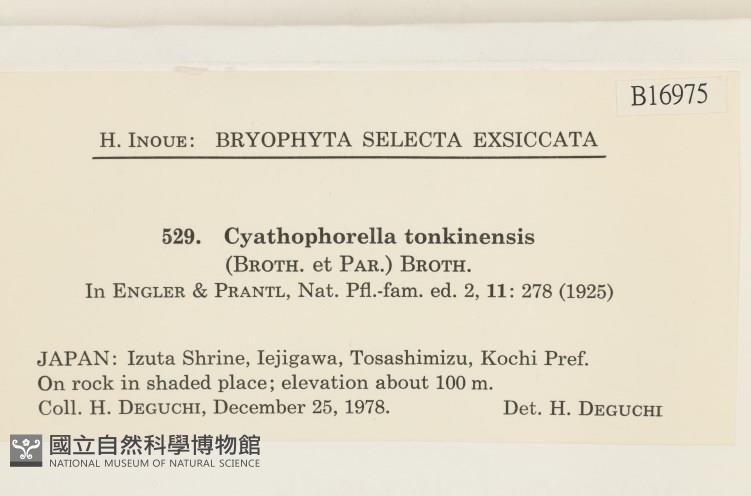 B16975
H. INOUE: BRYOPHYTA SELECTA EXSICCATA
529. Cyathophorella tonkinensis
(BROTH. et PAR.) BROTH.
In ENGLER & PRANTL, Nat. Pfl.-fam. ed. 2, 11: 278 (1925)
JAPAN: Izuta Shrine, Iejigawa, Tosashimizu, Kochi Pref.
On rock in shaded place; elevation about 100 m.
Coll. H. DEGUCHI, December 25, 1978. Det. H. DEGUCHI
國立自然科學博物館
NATIONAL MUSEUM OF NATURAL SCIENCE